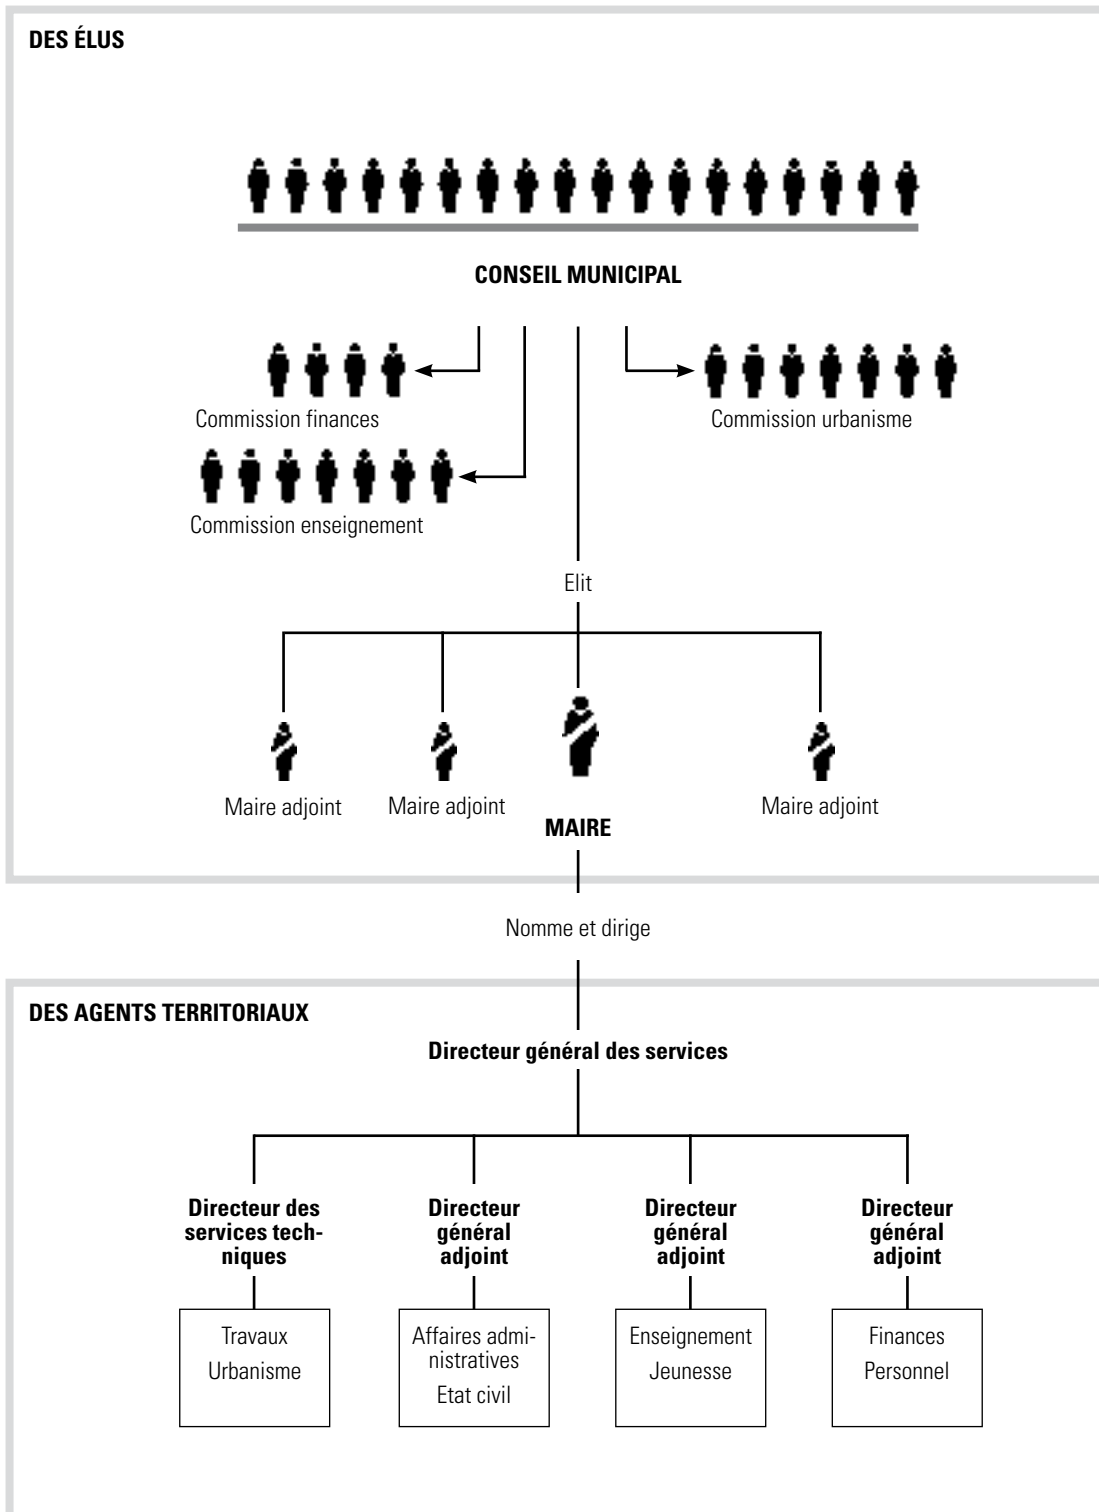 DES ÉLUS
CONSEIL MUNICIPAL
Commission finances
Commission urbanisme
Commission enseignement
Elit
Maire adjoint
Maire adjoint
Maire adjoint
MAIRE
Nomme et dirige
DES AGENTS TERRITORIAUX
Directeur général des services
Directeur des
services tech-
niques
Directeur
général
adjoint
Directeur
général
adjoint
Directeur
général
adjoint
Travaux
Urbanisme
Affaires admi-
nistratives
Etat civil
Enseignement
Jeunesse
Finances
Personnel